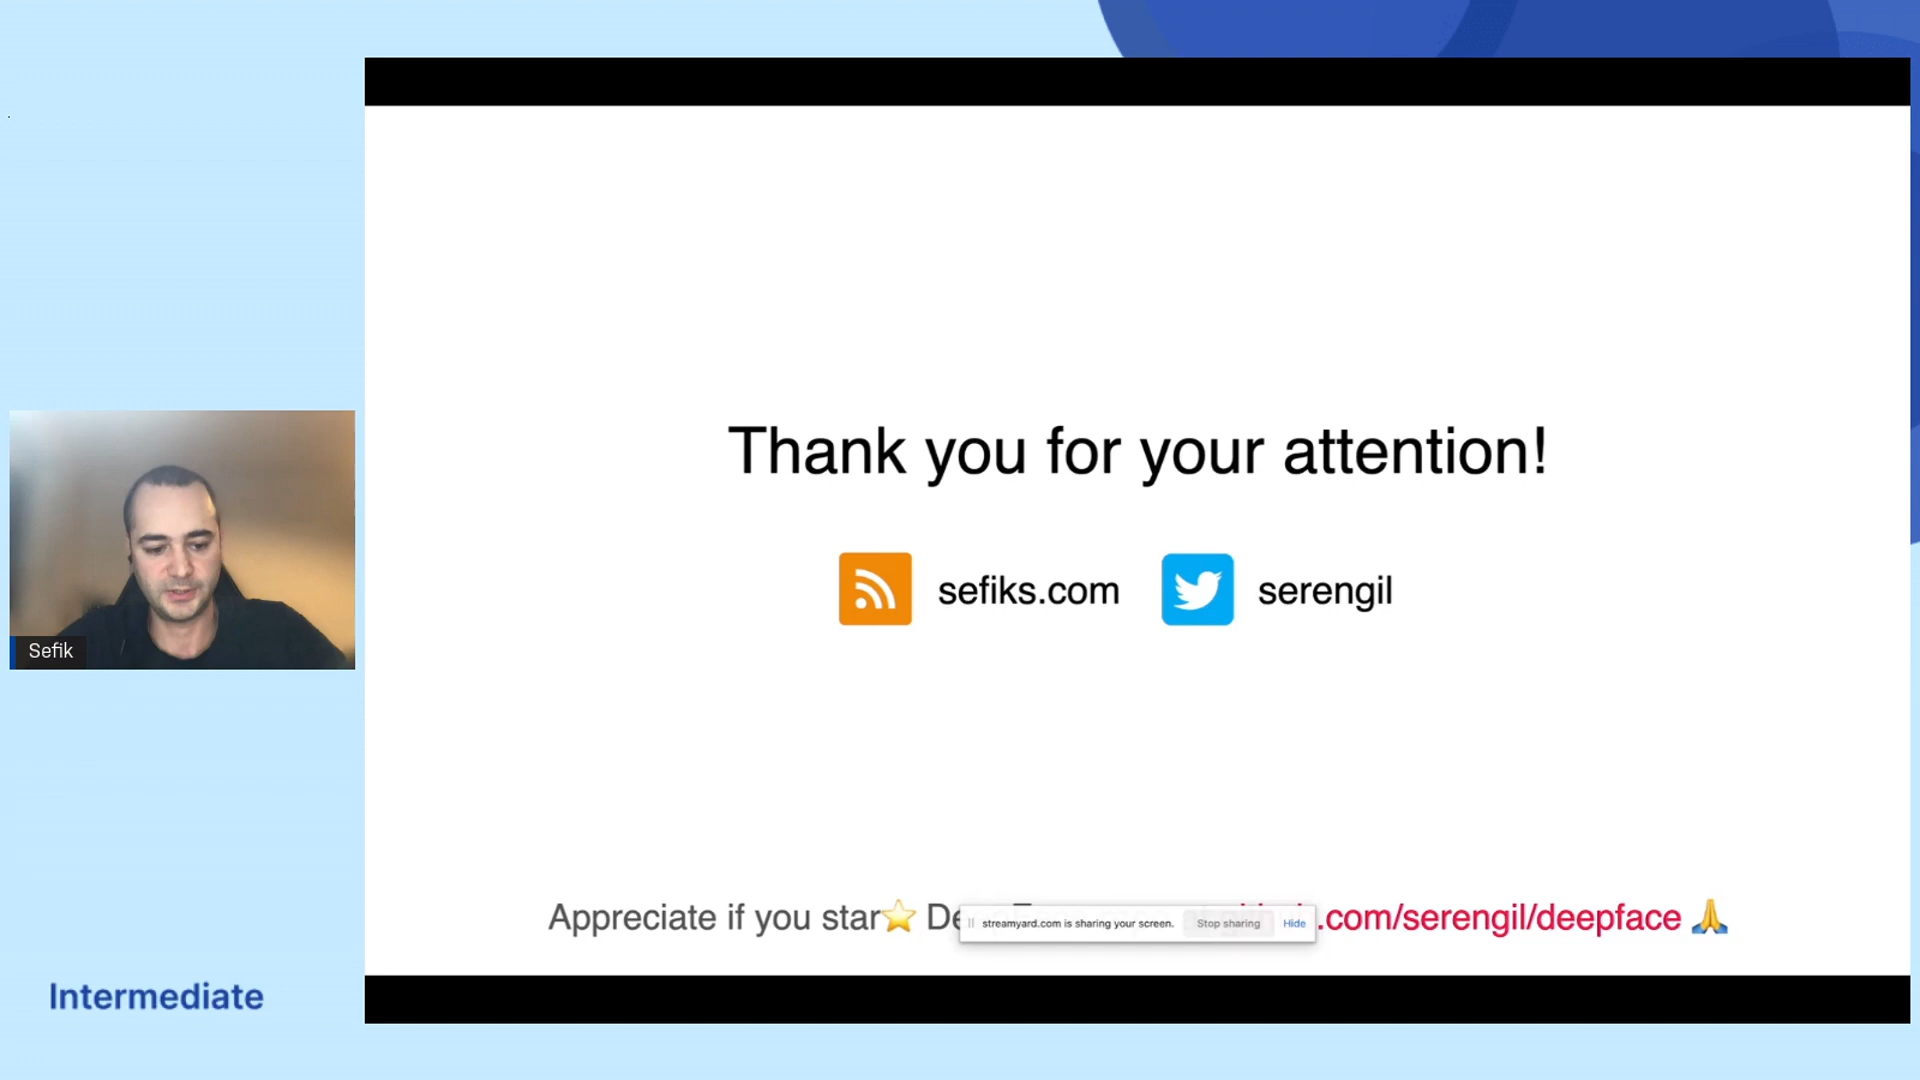 Thank you for your attention!
sefiks.com serengil
Sefik
Appreciate if you star⭐ .com/serengil/deepface 🙏
streamyard.com is sharing your screen. Stop sharing Hide
Intermediate